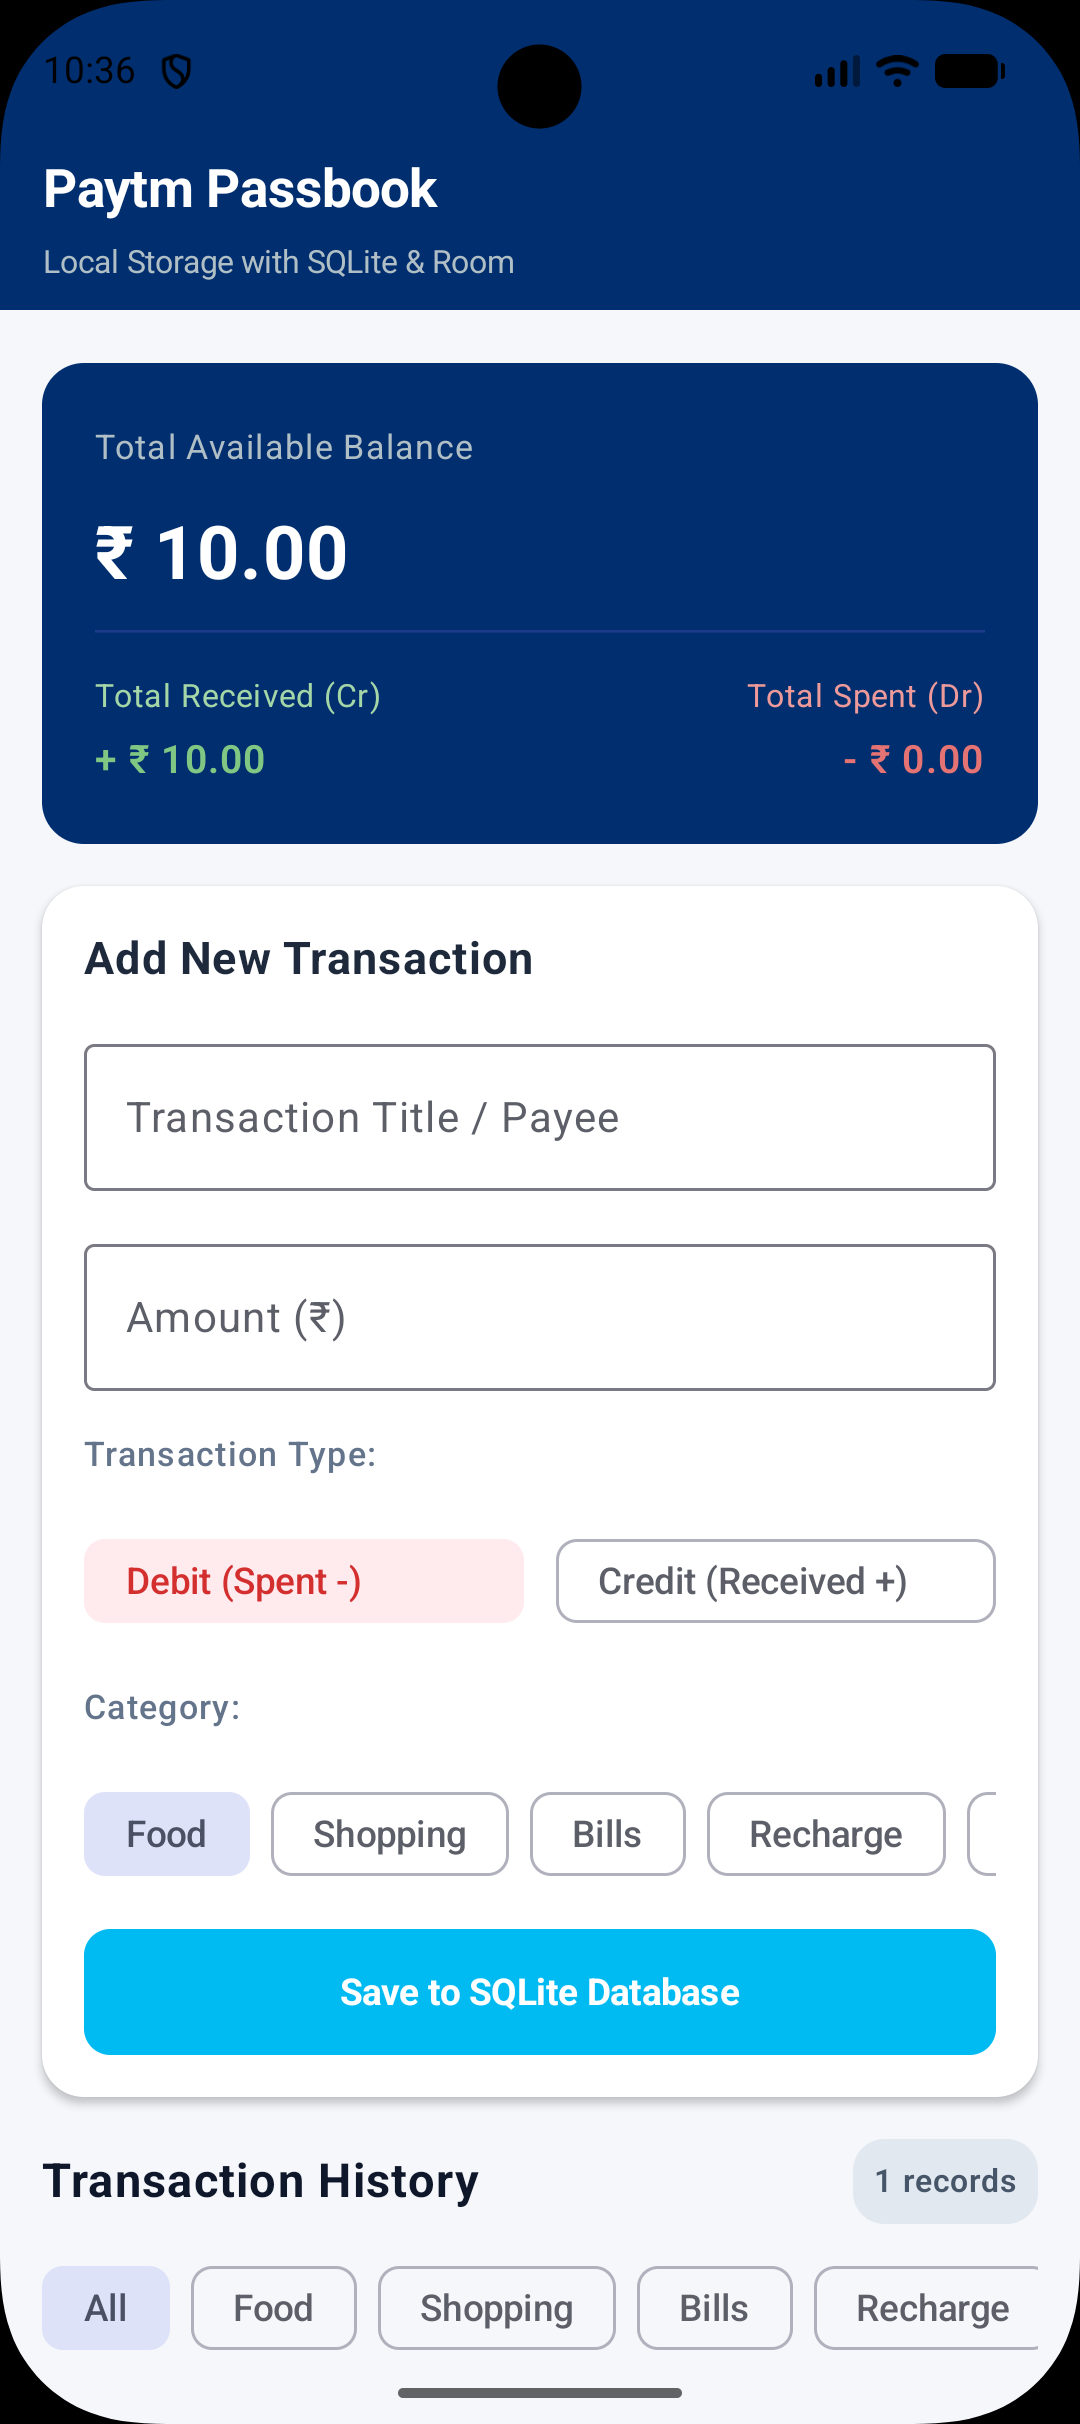 10:36
Paytm Passbook
Local Storage with SQLite & Room
Total Available Balance
₹ 10.00
Total Received (Cr)
Total Spent (Dr)
+ ₹ 10.00
- ₹ 0.00
Add New Transaction
Transaction Title / Payee
Amount (₹)
Transaction Type:
Debit (Spent -)
Credit (Received +)
Category:
Food
Shopping
Bills
Recharge
Save to SQLite Database
Transaction History
1 records
All
Food
Shopping
Bills
Recharge